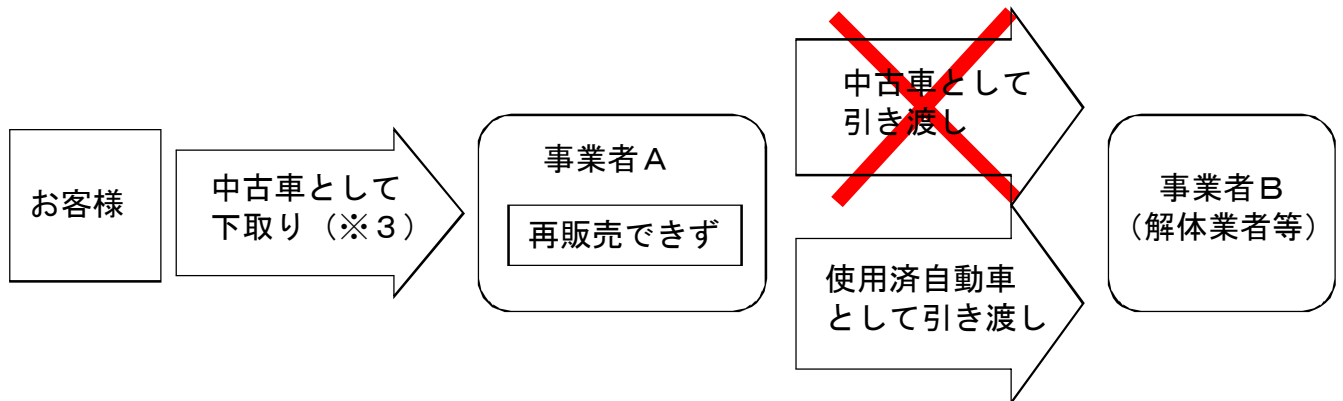 お客様
中古車として
下取り（※３）
事業者Ａ
再販売できず
中古車として
引き渡し
使用済自動車
として引き渡し
事業者Ｂ
（解体業者等）